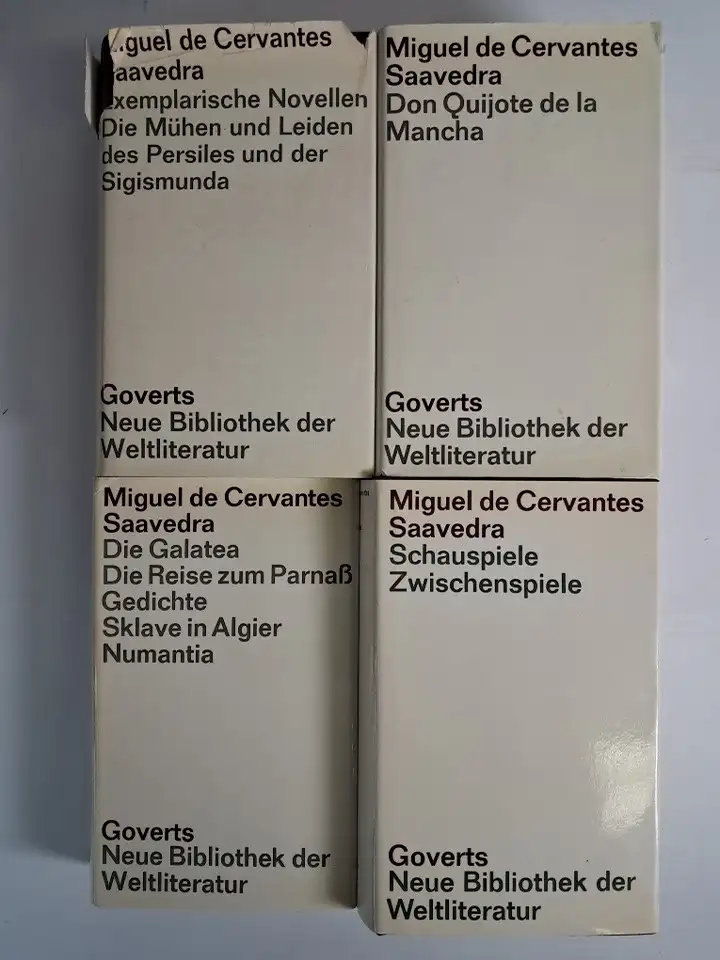 Miguel de Cervantes
Saavedra
Exemplarische Novellen
Die Mühen und Leiden
des Persiles und der
Sigismunda
Goverts
Neue Bibliothek der
Weltliteratur
Miguel de Cervantes
Saavedra
Don Quijote de la
Mancha
Goverts
Neue Bibliothek der
Weltliteratur
Miguel de Cervantes
Saavedra
Die Galatea
Die Reise zum Parnaß
Gedichte
Sklave in Algier
Numantia
Goverts
Neue Bibliothek der
Weltliteratur
Miguel de Cervantes
Saavedra
Schauspiele
Zwischenspiele
Goverts
Neue Bibliothek der
Weltliteratur